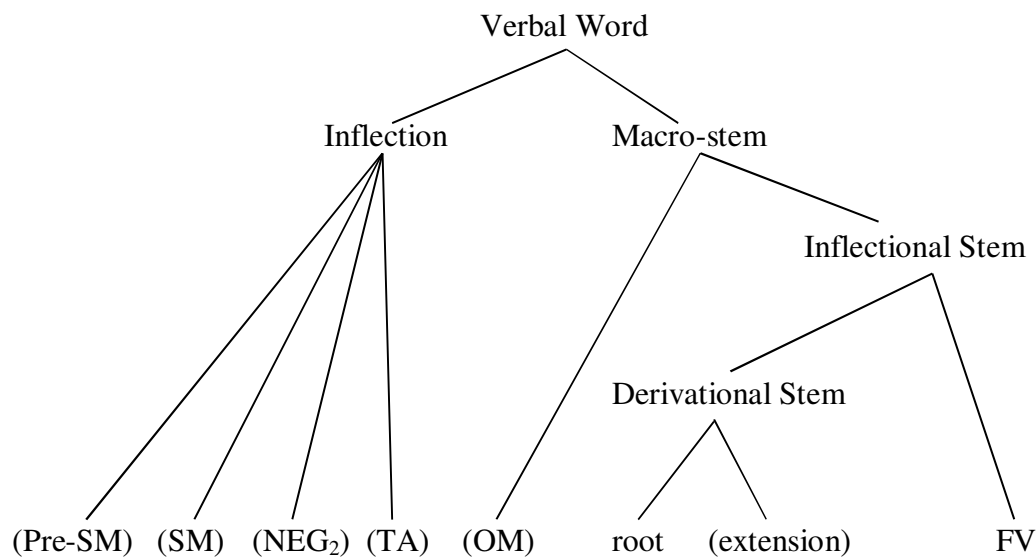 Verbal Word
Inflection Macro-stem
Inflectional Stem
Derivational Stem
(Pre-SM) (SM) (NEG₂) (TA) (OM) root (extension) FV